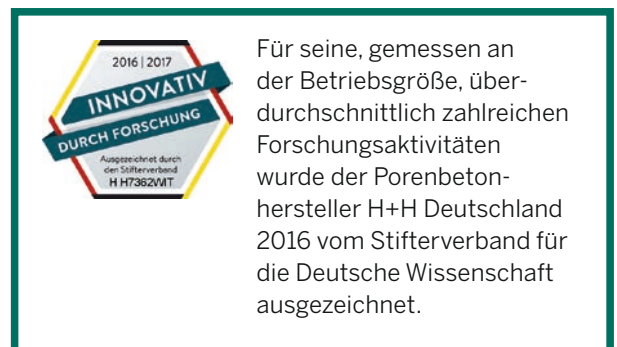 2016 | 2017
INNOVATIV
DURCH FORSCHUNG
Ausgezeichnet durch
den Stifterverband
H H7362WIT
Für seine, gemessen an
der Betriebsgröße, über-
durchschnittlich zahlreichen
Forschungsaktivitäten
wurde der Porenbeton-
hersteller H+H Deutschland
2016 vom Stifterverband für
die Deutsche Wissenschaft
ausgezeichnet.